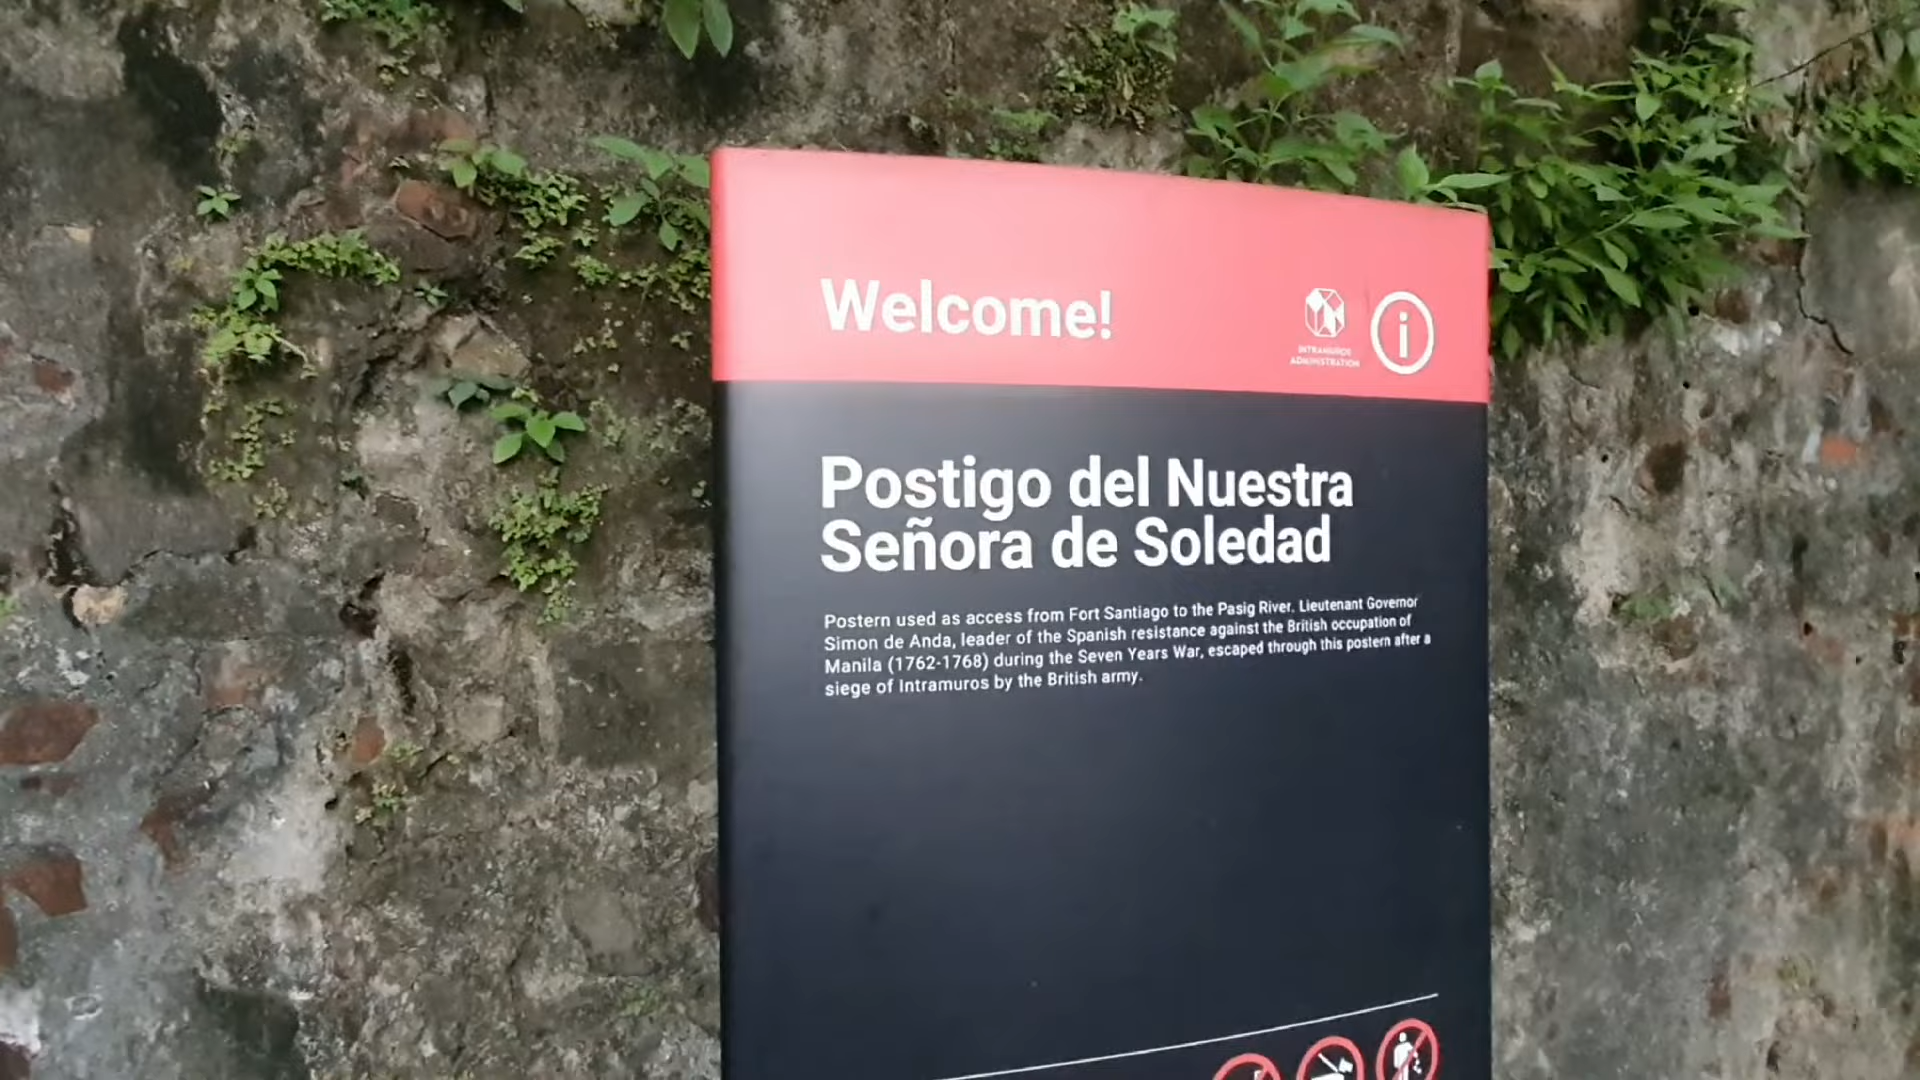 Welcome!
INTRAMUROS
ADMINISTRATION
i
Postigo del Nuestra
Señora de Soledad
Postern used as access from Fort Santiago to the Pasig River. Lieutenant Governor
Simon de Anda, leader of the Spanish resistance against the British occupation of
Manila (1762-1768) during the Seven Years War, escaped through this postern after a
siege of Intramuros by the British army.